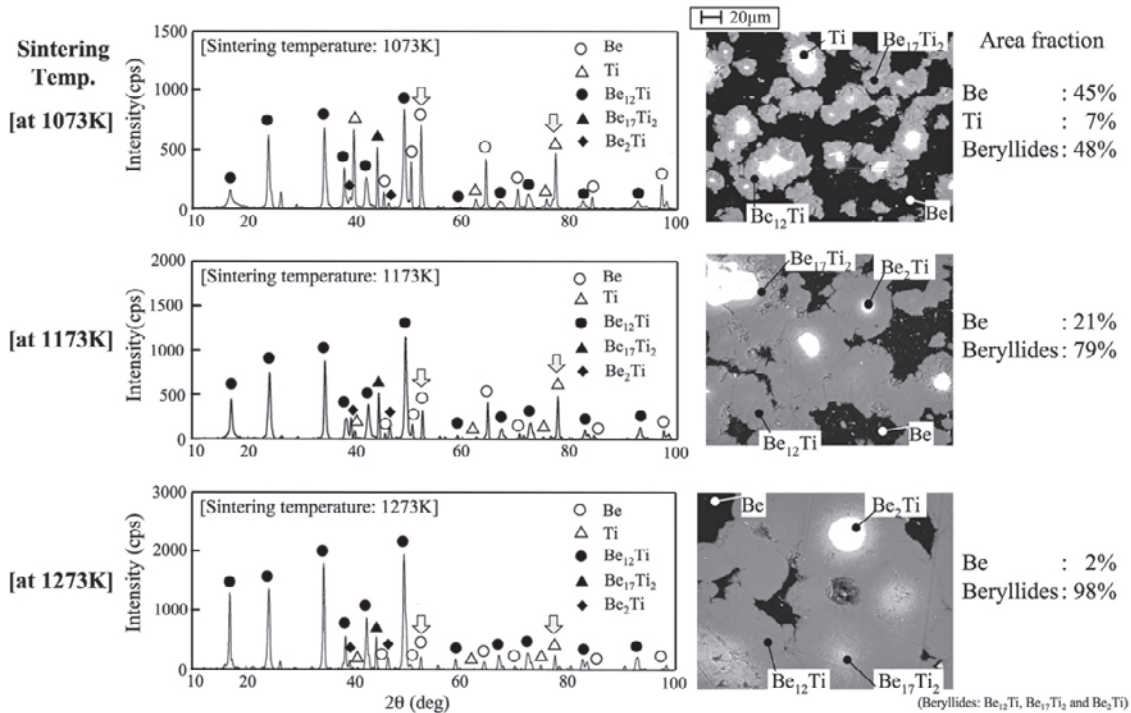 Sintering
Temp.
[at 1073K]
1500
1000
500
0
Intensity(cps)
[Sintering temperature: 1073K]
Be
Ti
Be12Ti
Be17Ti2
Be2Ti
10
20
40
60
80
100
20μm
Ti
Be17Ti2
Be12Ti
Be
Area fraction
Be : 45%
Ti : 7%
Beryllides: 48%
[at 1173K]
2000
1500
1000
500
0
Intensity(cps)
[Sintering temperature: 1173K]
Be
Ti
Be12Ti
Be17Ti2
Be2Ti
10
20
40
60
80
100
Be17Ti2
Be2Ti
Be12Ti
Be
Be : 21%
Beryllides: 79%
[at 1273K]
3000
2000
1000
0
Intensity (cps)
[Sintering temperature: 1273K]
Be
Ti
Be12Ti
Be17Ti2
Be2Ti
10
20
40
60
80
100
2θ (deg)
Be
Be2Ti
Be12Ti
Be17Ti2
Be : 2%
Beryllides: 98%
(Beryllides: Be12Ti, Be17Ti2 and Be2Ti)